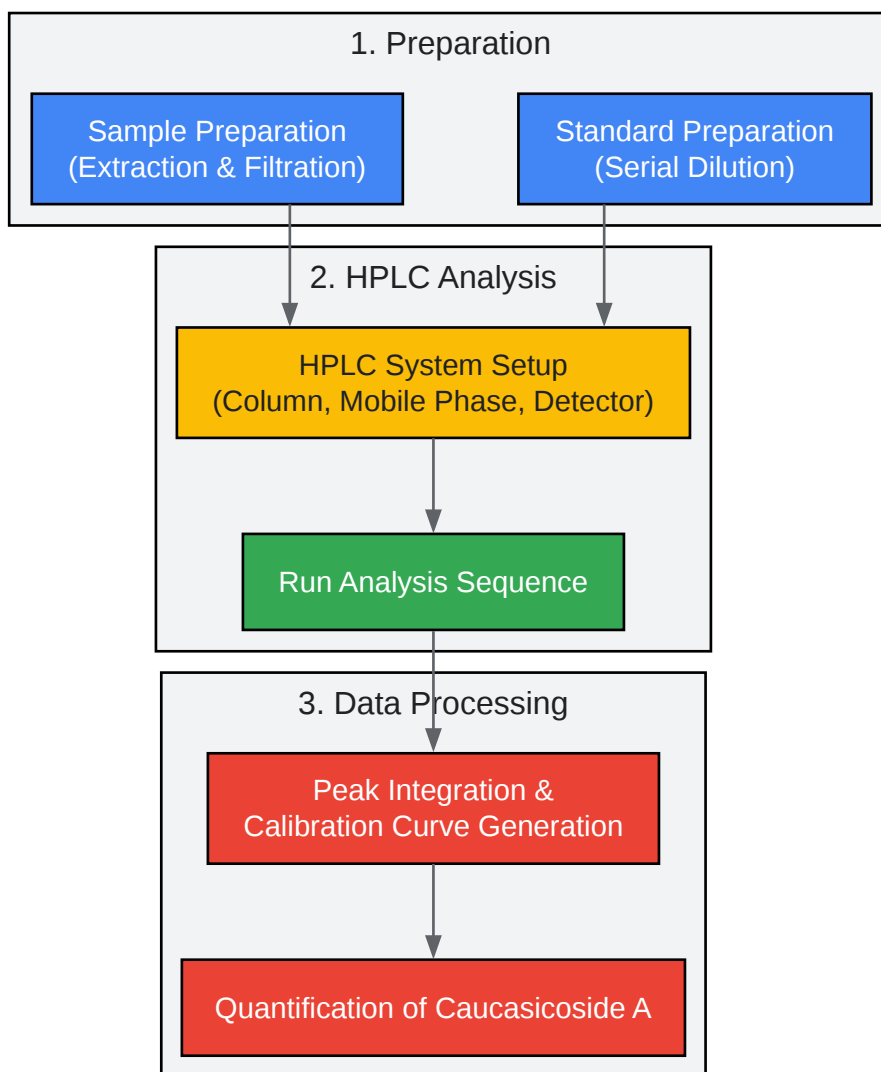 1. Preparation
Sample Preparation
(Extraction & Filtration)
Standard Preparation
(Serial Dilution)
2. HPLC Analysis
HPLC System Setup
(Column, Mobile Phase, Detector)
Run Analysis Sequence
3. Data Processing
Peak Integration &
Calibration Curve Generation
Quantification of Caucasicoside A